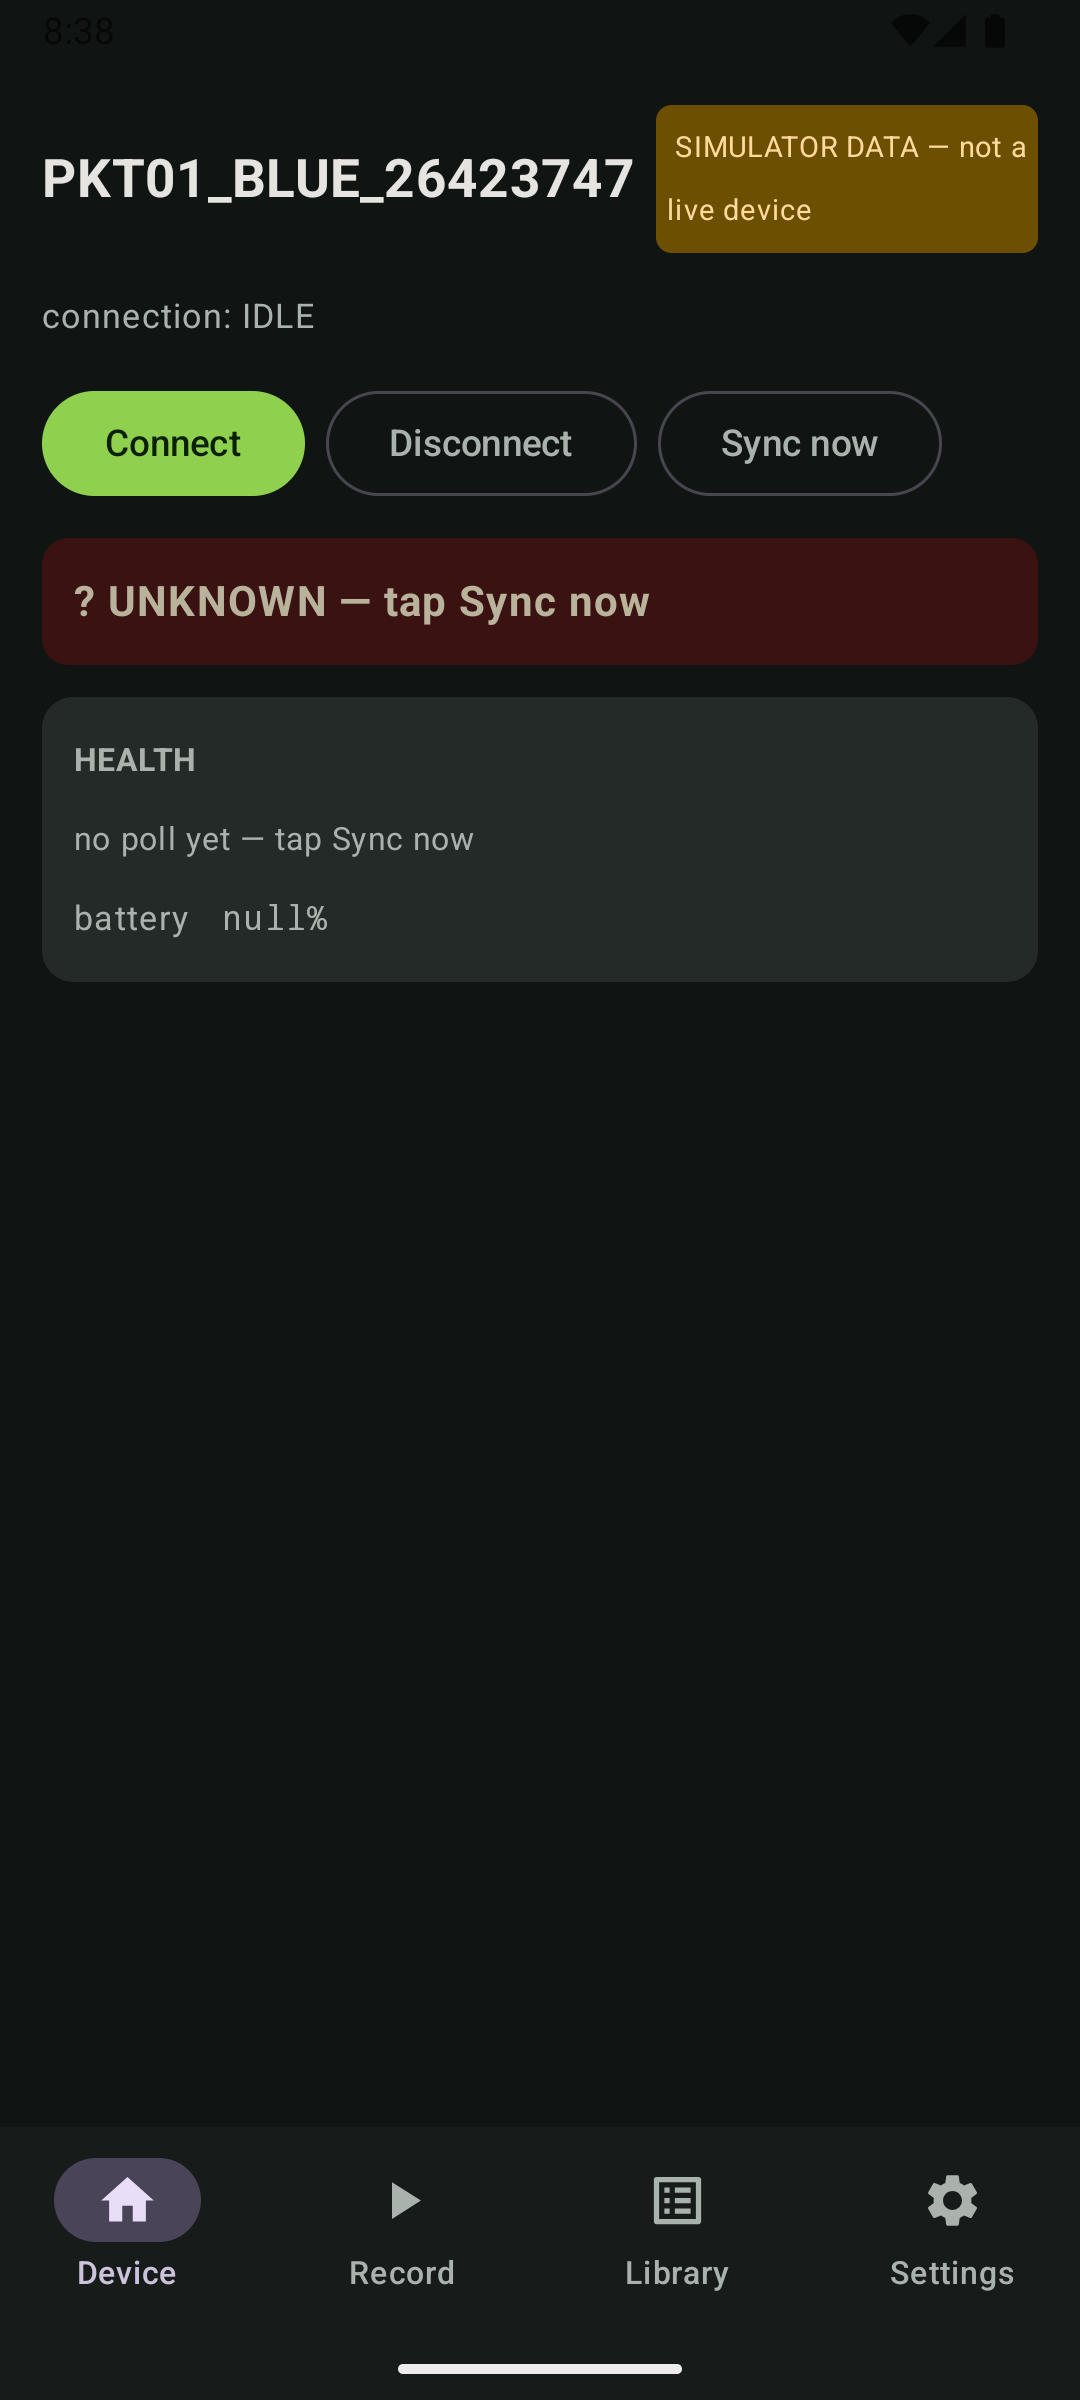 8:38
PKT01_BLUE_26423747
SIMULATOR DATA — not a
live device
connection: IDLE
Connect
Disconnect
Sync now
? UNKNOWN — tap Sync now
HEALTH
no poll yet — tap Sync now
battery null%
Device
Record
Library
Settings